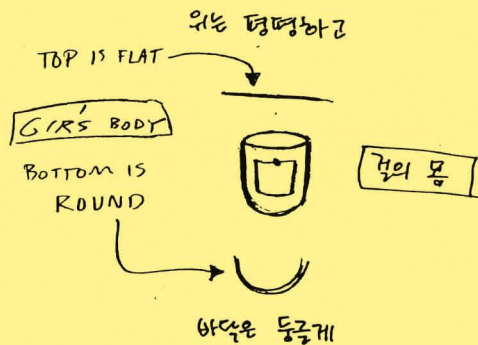 위는 평평하고
TOP IS FLAT
GIR'S BODY
BOTTOM IS
ROUND
걸의 몸
바닥은 둥글게